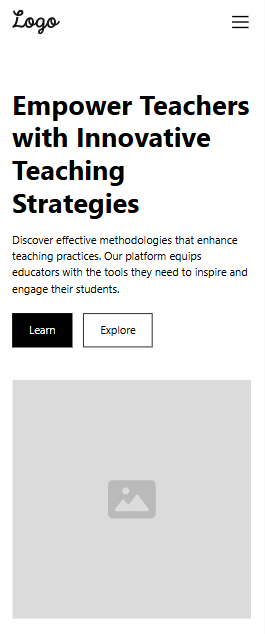 Logo
Empower Teachers
with Innovative
Teaching
Strategies
Discover effective methodologies that enhance
teaching practices. Our platform equips
educators with the tools they need to inspire and
engage their students.
Learn
Explore